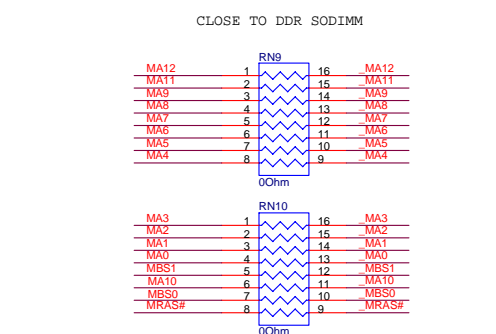 CLOSE TO DDR SODIMM
RN9
MA12 1 16 _MA12
MA11 2 15 _MA11
MA9 3 14 _MA9
MA8 4 13 _MA8
MA7 5 12 _MA7
MA6 6 11 _MA6
MA5 7 10 _MA5
MA4 8 9 _MA4
0Ohm
RN10
MA3 1 16 _MA3
MA2 2 15 _MA2
MA1 3 14 _MA1
MA0 4 13 _MA0
MBS1 5 12 _MBS1
MA10 6 11 _MA10
MBS0 7 10 _MBS0
MRAS# 8 9 _MRAS#
0Ohm